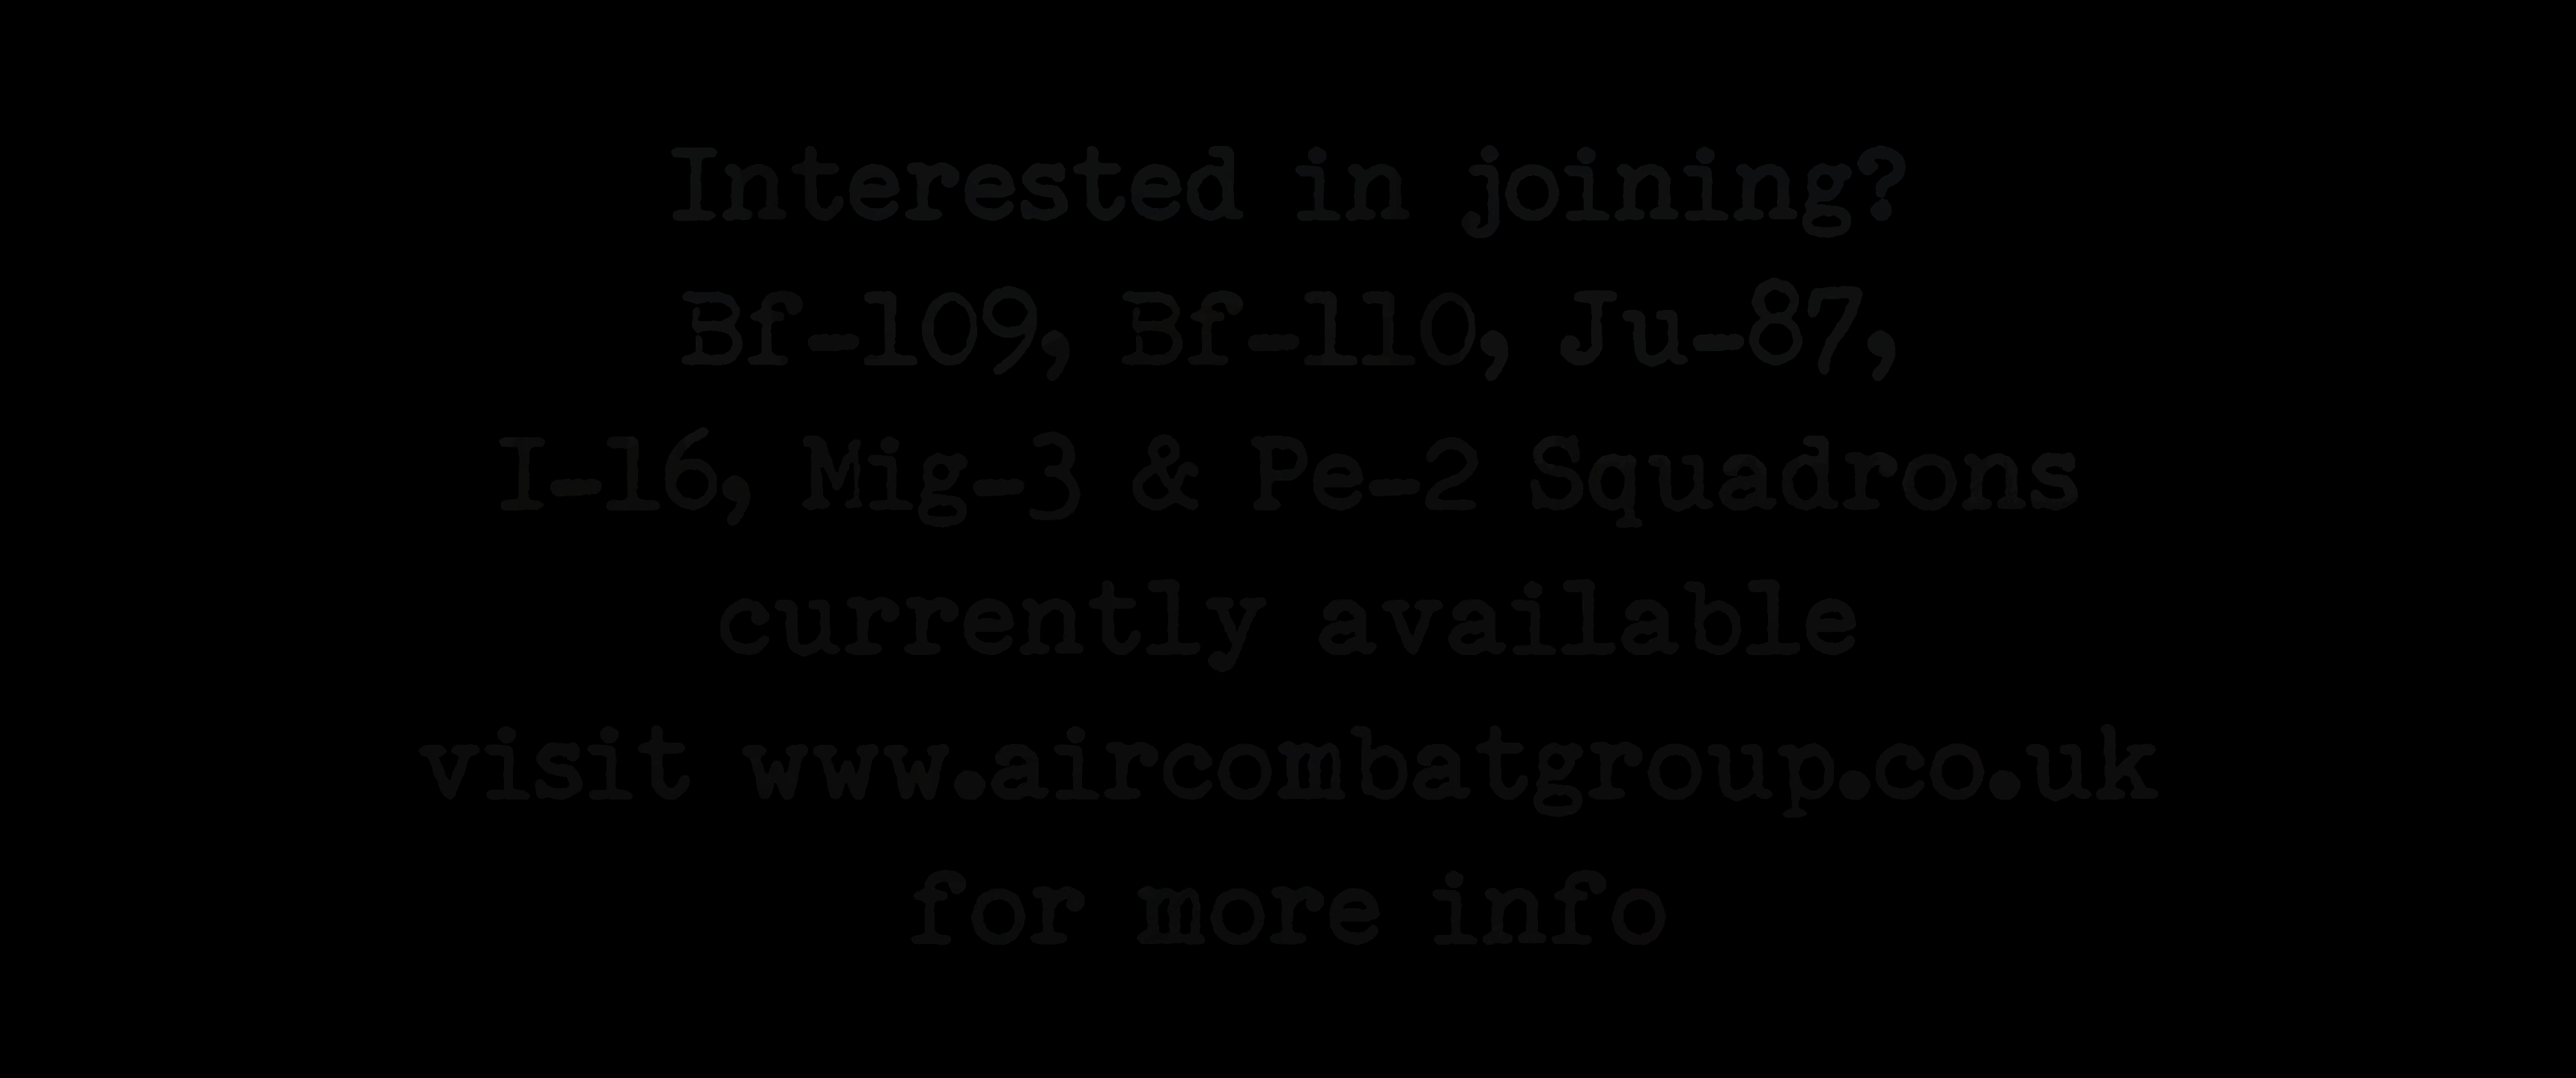 Interested in joining?
Bf-109, Bf-110, Ju-87,
I-16, Mig-3 & Pe-2 Squadrons
currently available
visit www.aircombatgroup.co.uk
for more info